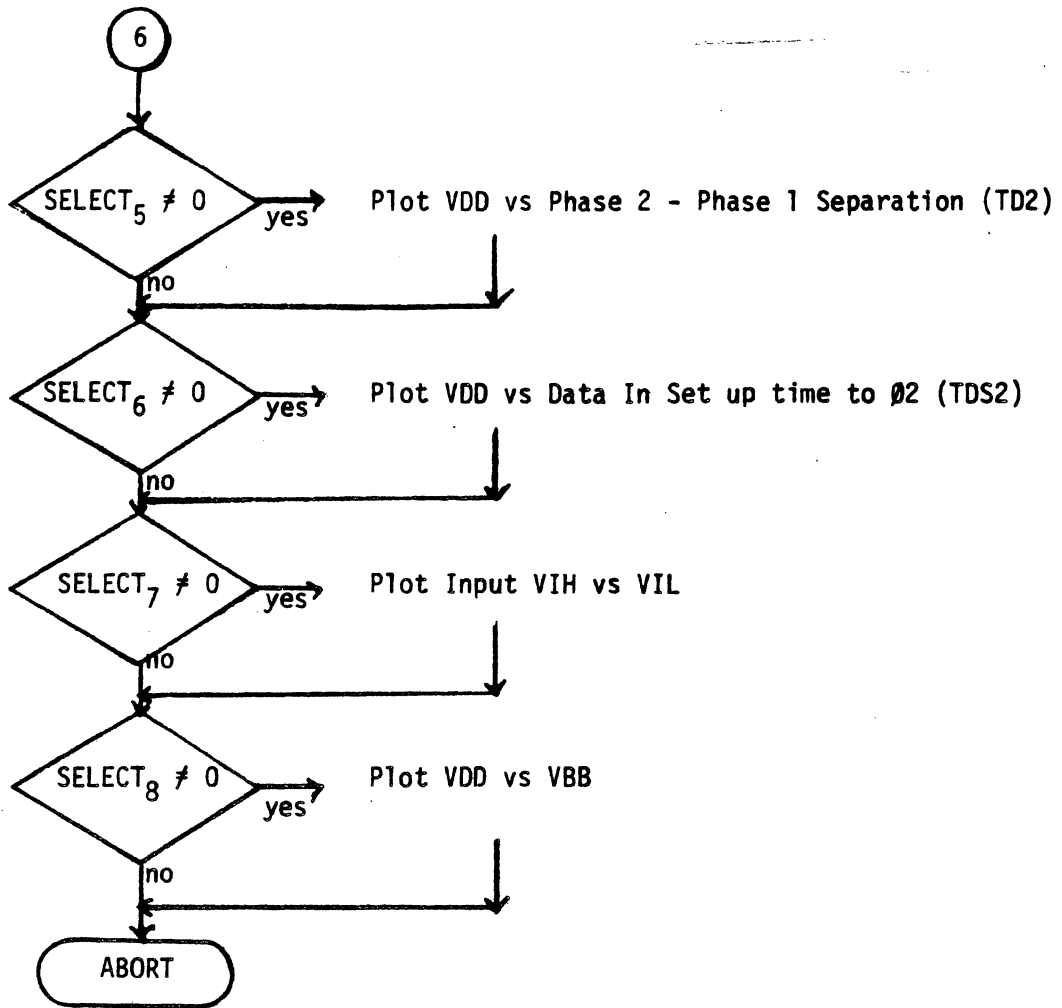 6
SELECT5 ≠ 0
yes
Plot VDD vs Phase 2 - Phase 1 Separation (TD2)
no
SELECT6 ≠ 0
yes
Plot VDD vs Data In Set up time to Ø2 (TDS2)
no
SELECT7 ≠ 0
yes
Plot Input VIH vs VIL
no
SELECT8 ≠ 0
yes
Plot VDD vs VBB
no
ABORT